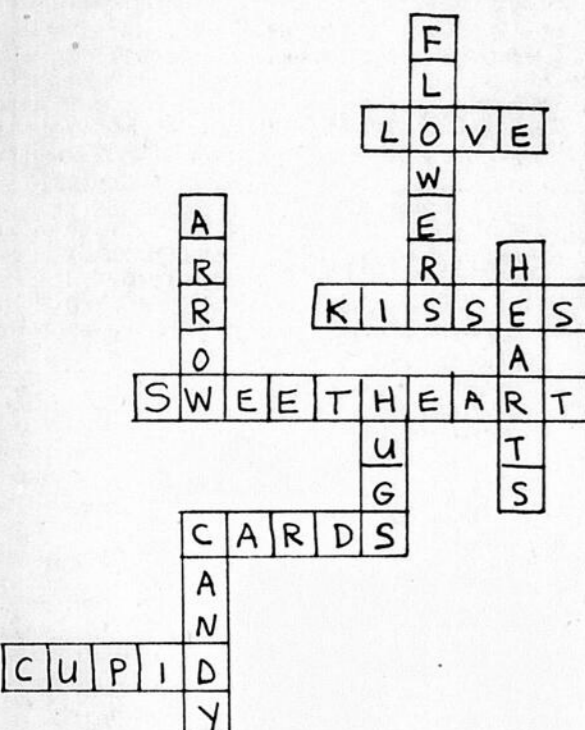 FLOWERS
LOVE
ARROW
HEARTS
KISSES
SWEETHEART
HUGS
CARDS
CANDY
CUPID